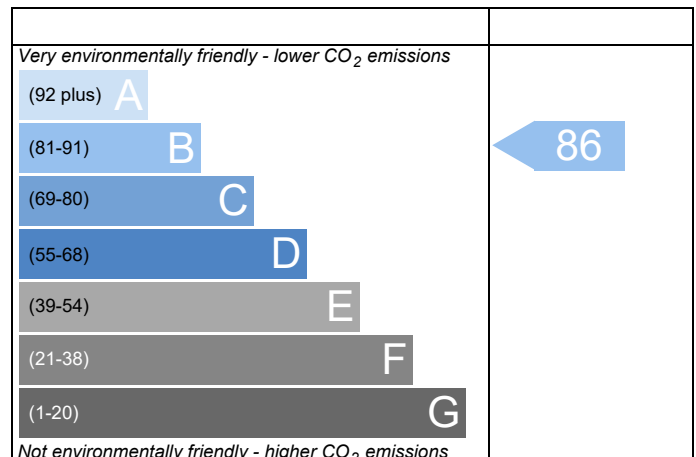 Very environmentally friendly - lower CO2 emissions
(92 plus) A
(81-91) B
86
(69-80) C
(55-68) D
(39-54) E
(21-38) F
(1-20) G
Not environmentally friendly - higher CO2 emissions